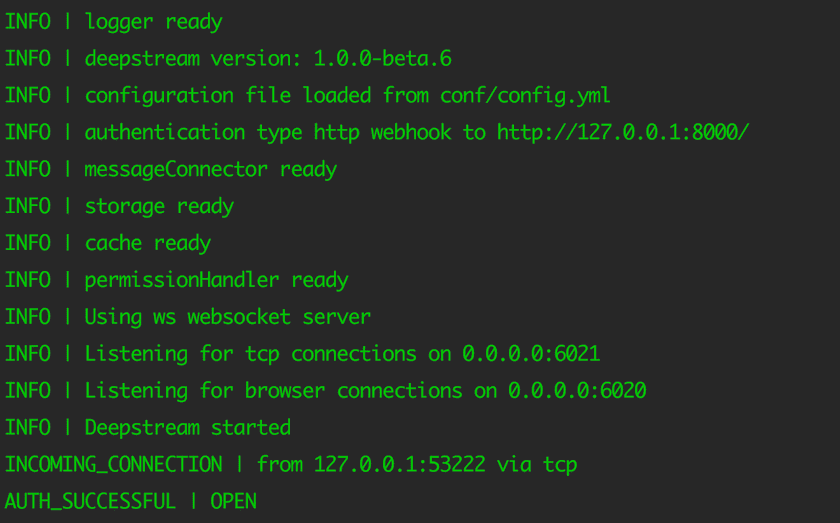 INFO | logger ready
INFO | deepstream version: 1.0.0-beta.6
INFO | configuration file loaded from conf/config.yml
INFO | authentication type http webhook to http://127.0.0.1:8000/
INFO | messageConnector ready
INFO | storage ready
INFO | cache ready
INFO | permissionHandler ready
INFO | Using ws websocket server
INFO | Listening for tcp connections on 0.0.0.0:6021
INFO | Listening for browser connections on 0.0.0.0:6020
INFO | Deepstream started
INCOMING_CONNECTION | from 127.0.0.1:53222 via tcp
AUTH_SUCCESSFUL | OPEN